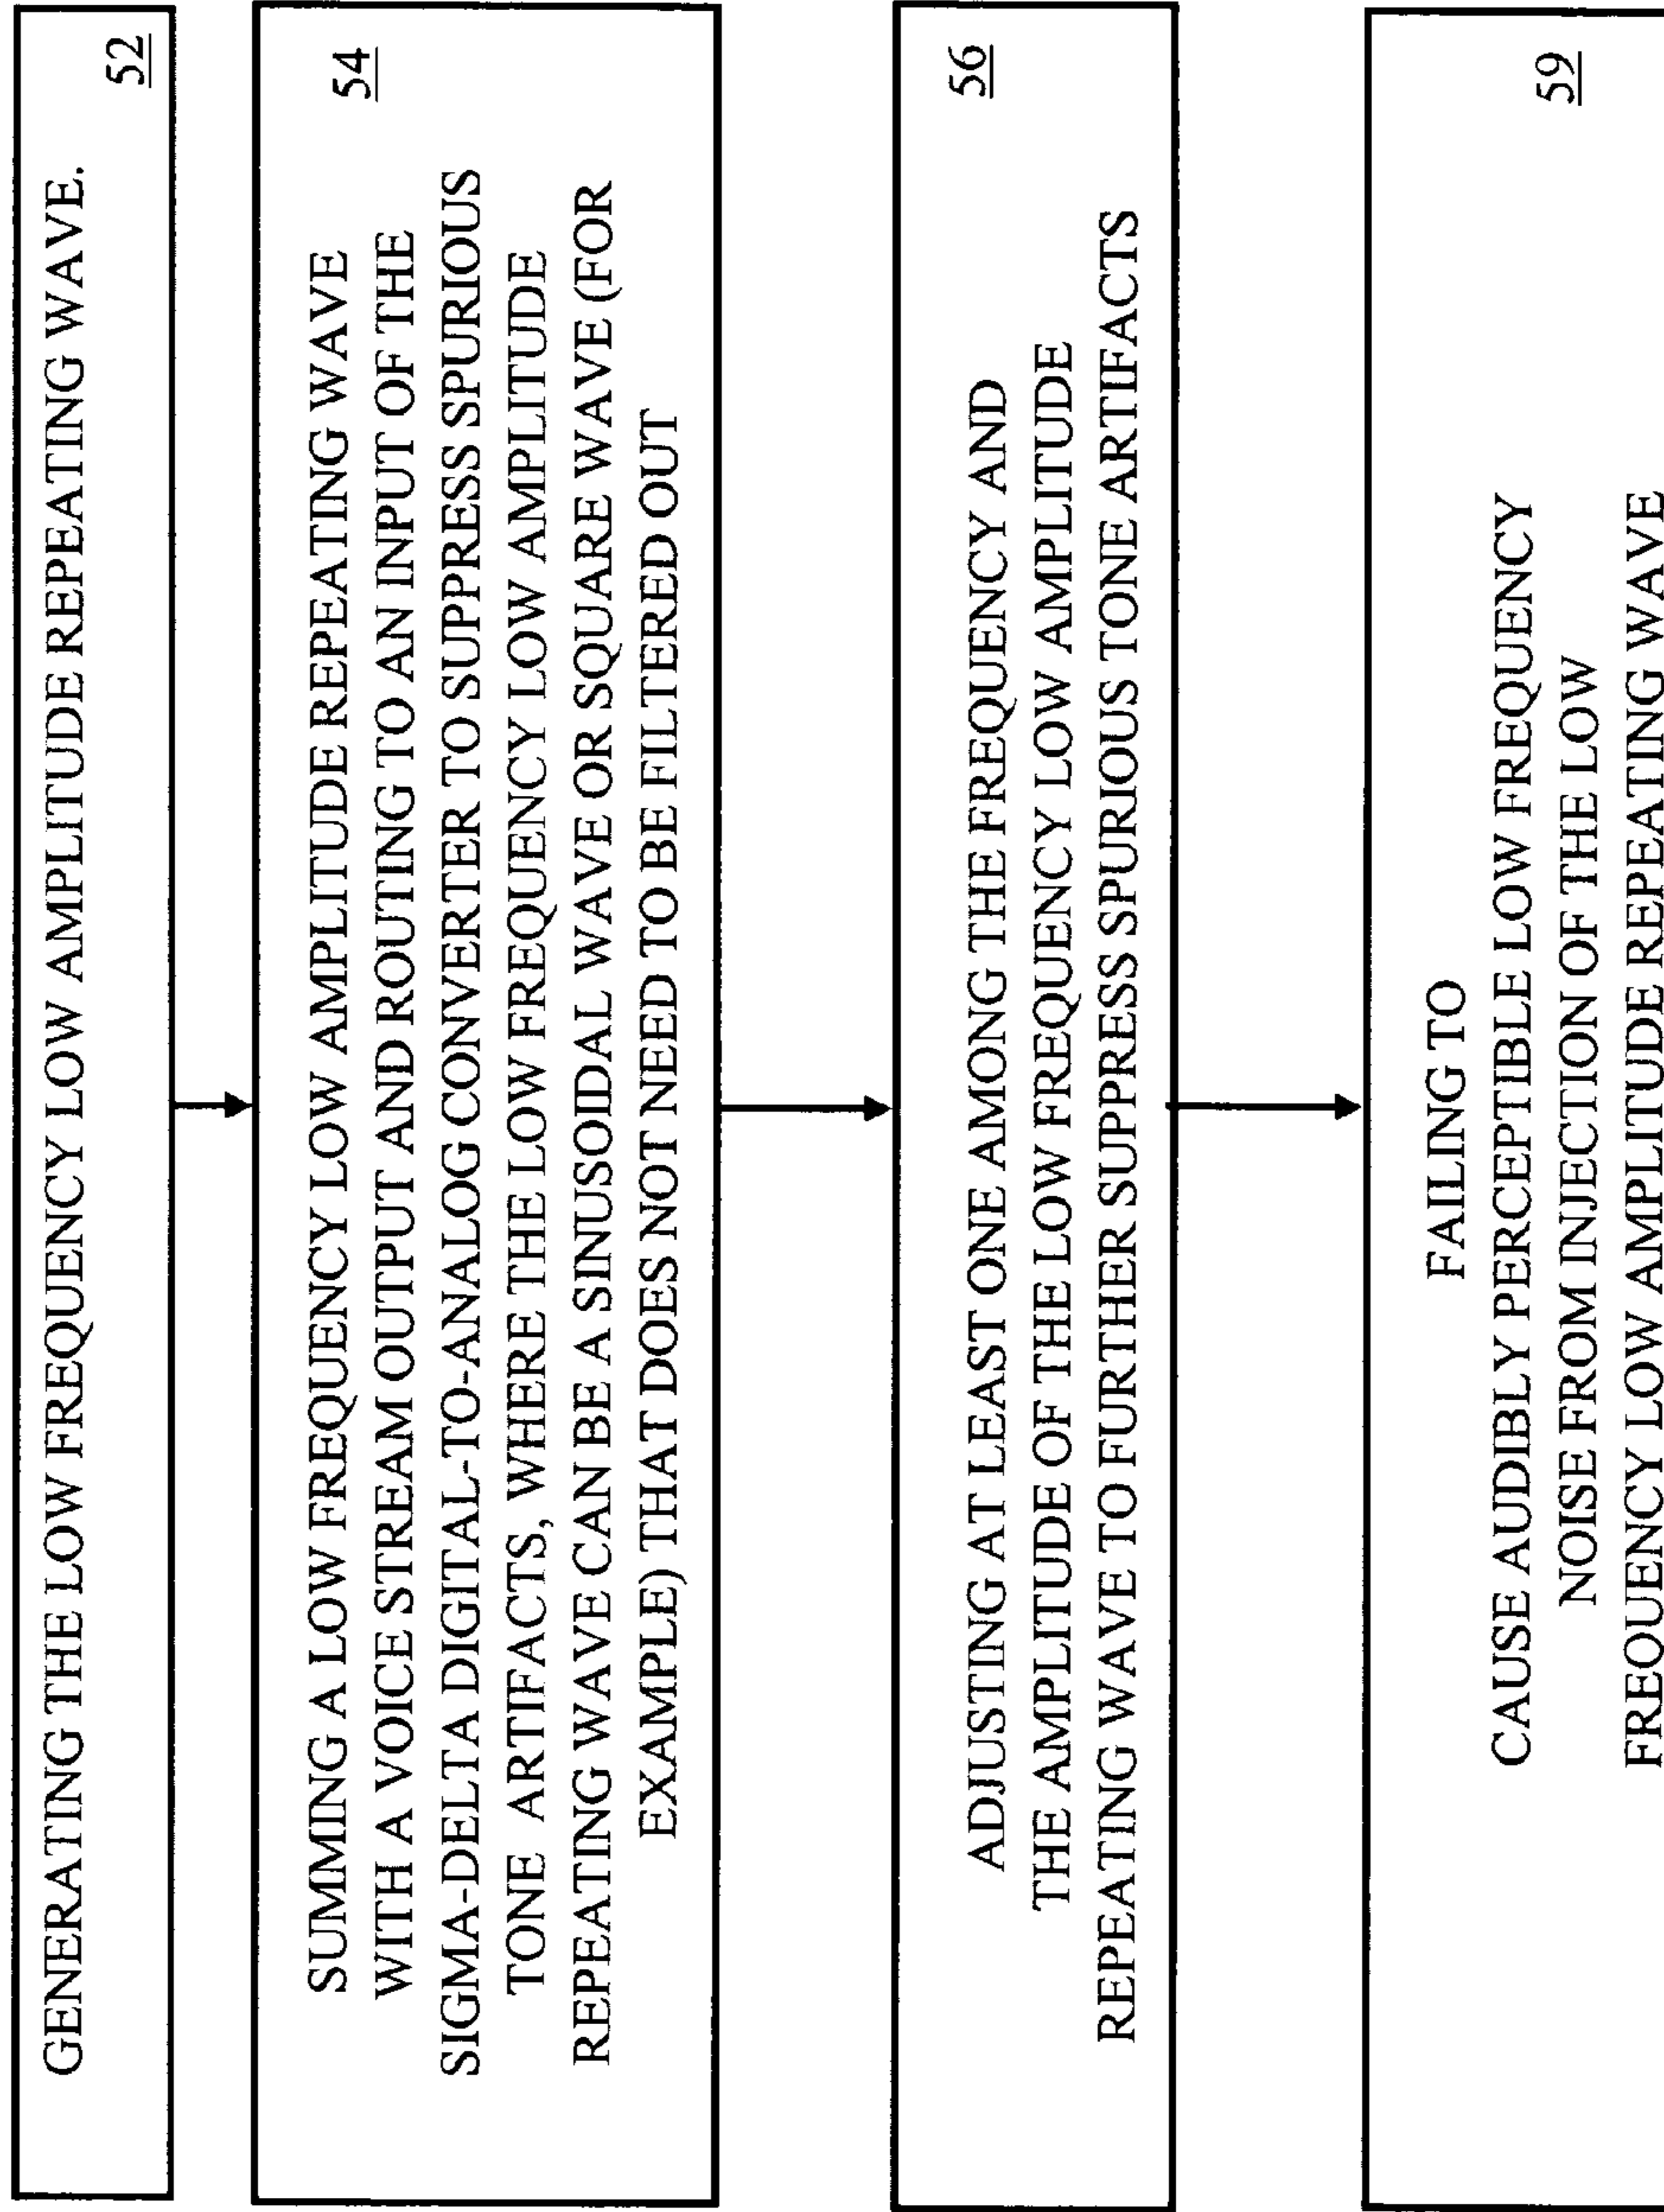 GENERATING THE LOW FREQUENCY LOW AMPLITUDE REPEATING WAVE.
52
SUMMING A LOW FREQUENCY LOW AMPLITUDE REPEATING WAVE
54
WITH A VOICE STREAM OUTPUT AND ROUTING TO AN INPUT OF THE
SIGMA-DELTA DIGITAL-TO-ANALOG CONVERTER TO SUPPRESS SPURIOUS
TONE ARTIFACTS, WHERE THE LOW FREQUENCY LOW AMPLITUDE
REPEATING WAVE CAN BE A SINUSOIDAL WAVE OR SQUARE WAVE (FOR
EXAMPLE) THAT DOES NOT NEED TO BE FILTERED OUT
ADJUSTING AT LEAST ONE AMONG THE FREQUENCY AND
56
THE AMPLITUDE OF THE LOW FREQUENCY LOW AMPLITUDE
REPEATING WAVE TO FURTHER SUPPRESS SPURIOUS TONE ARTIFACTS
FAILING TO
CAUSE AUDIBLY PERCEPTIBLE LOW FREQUENCY
59
NOISE FROM INJECTION OF THE LOW
FREQUENCY LOW AMPLITUDE REPEATING WAVE